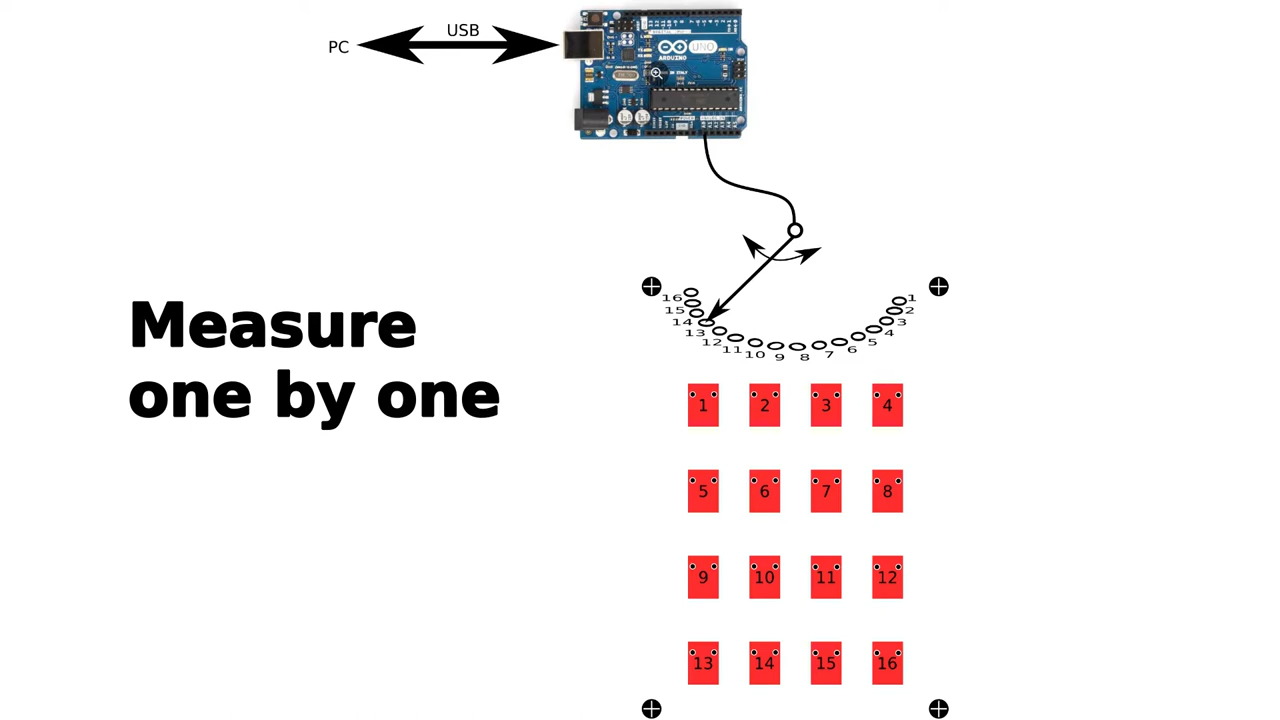 USB
PC
UNO
ARDUINO
Measure
one by one
16
15
14
13
12
11
10
9
8
7
6
5
4
3
2
1
1 2 3 4
5 6 7 8
9 10 11 12
13 14 15 16